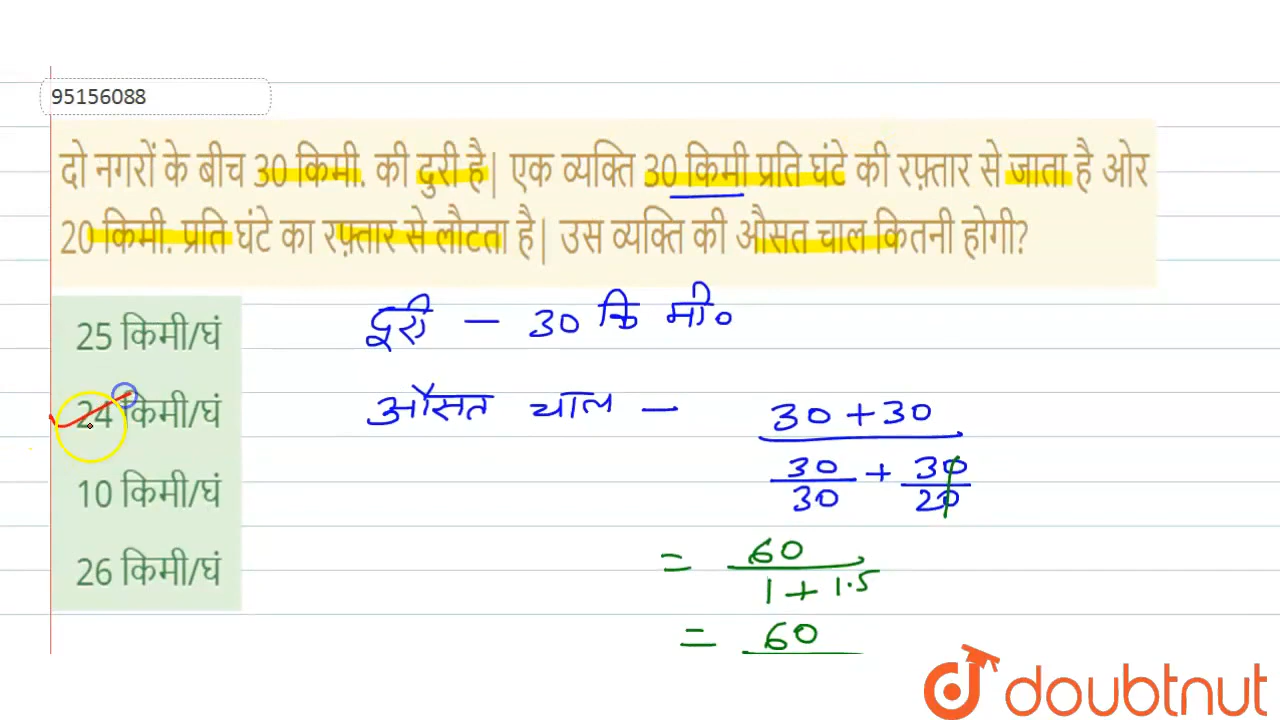 95156088
दो नगरों के बीच 30 किमी. की दुरी है| एक व्यक्ति 30 किमी प्रति घंटे की रफ़्तार से जाता है ओर
20 किमी. प्रति घंटे का रफ़्तार से लौटता है| उस व्यक्ति की औसत चाल कितनी होगी?
25 किमी/घं
24 किमी/घं
10 किमी/घं
26 किमी/घं
दूरी — 30 कि मी०
औसत चाल — 30 + 30
30 + 30
30 20
= 60
1 + 1.5
= 60
doubtnut